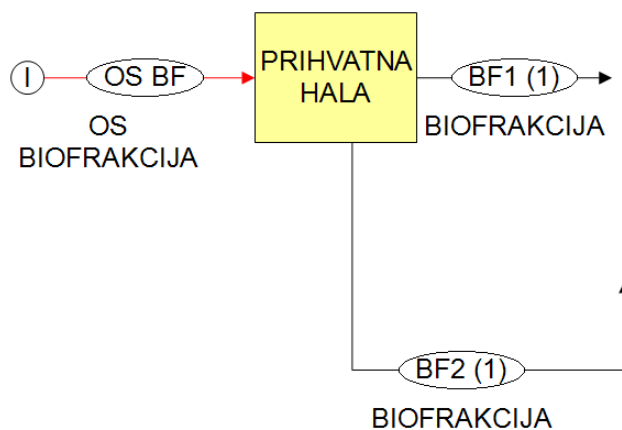 I
OS BF
OS
BIOFRAKCIJA
PRIHVATNA
HALA
BF1 (1)
BIOFRAKCIJA
BF2 (1)
BIOFRAKCIJA